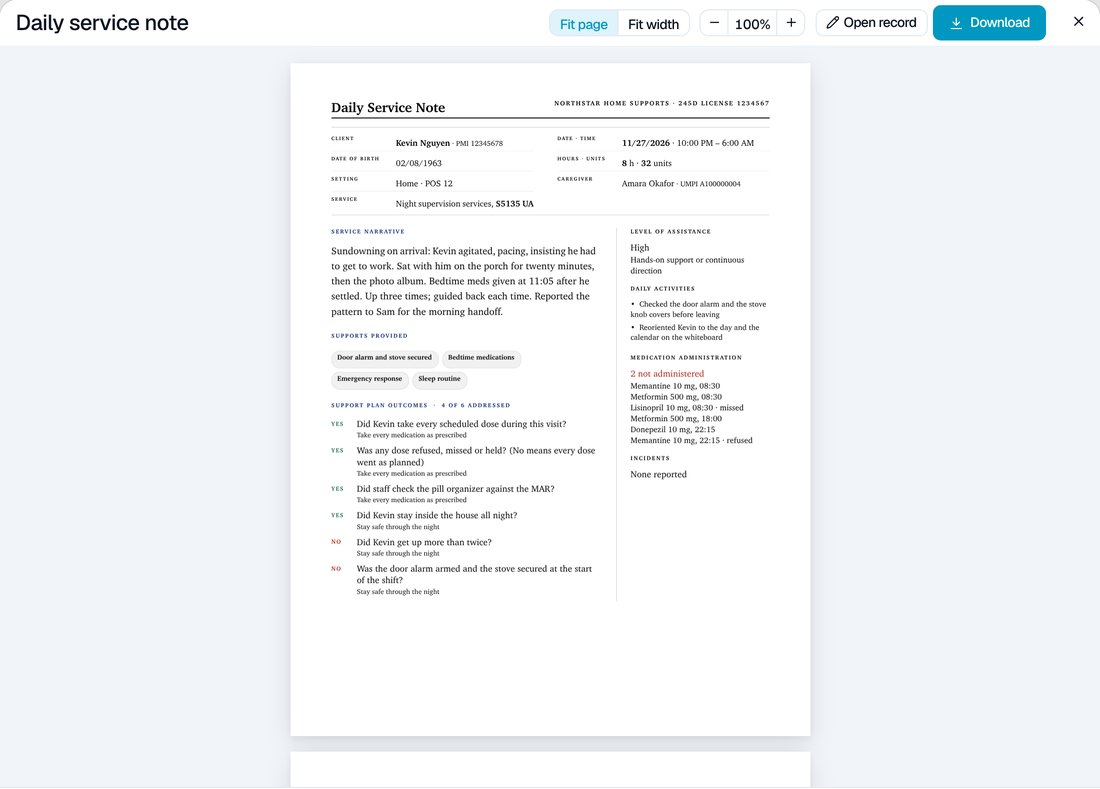 Daily service note
Fit page
Fit width
− 100% +
Open record
Download
×
Daily Service Note
NORTHSTAR HOME SUPPORTS · 245D LICENSE 1234567
CLIENT
Kevin Nguyen · PMI 12345678
DATE · TIME
11/27/2026 · 10:00 PM – 6:00 AM
DATE OF BIRTH
02/08/1963
HOURS · UNITS
8 h · 32 units
SETTING
Home · POS 12
CAREGIVER
Amara Okafor · UMPI A100000004
SERVICE
Night supervision services, S5135 UA
SERVICE NARRATIVE
Sundowning on arrival: Kevin agitated, pacing, insisting he had
to get to work. Sat with him on the porch for twenty minutes,
then the photo album. Bedtime meds given at 11:05 after he
settled. Up three times; guided back each time. Reported the
pattern to Sam for the morning handoff.
SUPPORTS PROVIDED
Door alarm and stove secured
Bedtime medications
Emergency response
Sleep routine
SUPPORT PLAN OUTCOMES · 4 OF 6 ADDRESSED
YES Did Kevin take every scheduled dose during this visit?
Take every medication as prescribed
YES Was any dose refused, missed or held? (No means every dose
went as planned)
Take every medication as prescribed
YES Did staff check the pill organizer against the MAR?
Take every medication as prescribed
YES Did Kevin stay inside the house all night?
Stay safe through the night
NO Did Kevin get up more than twice?
Stay safe through the night
NO Was the door alarm armed and the stove secured at the start
of the shift?
Stay safe through the night
LEVEL OF ASSISTANCE
High
Hands-on support or continuous
direction
DAILY ACTIVITIES
• Checked the door alarm and the stove
knob covers before leaving
• Reoriented Kevin to the day and the
calendar on the whiteboard
MEDICATION ADMINISTRATION
2 not administered
Memantine 10 mg, 08:30
Metformin 500 mg, 08:30
Lisinopril 10 mg, 08:30 · missed
Metformin 500 mg, 18:00
Donepezil 10 mg, 22:15
Memantine 10 mg, 22:15 · refused
INCIDENTS
None reported